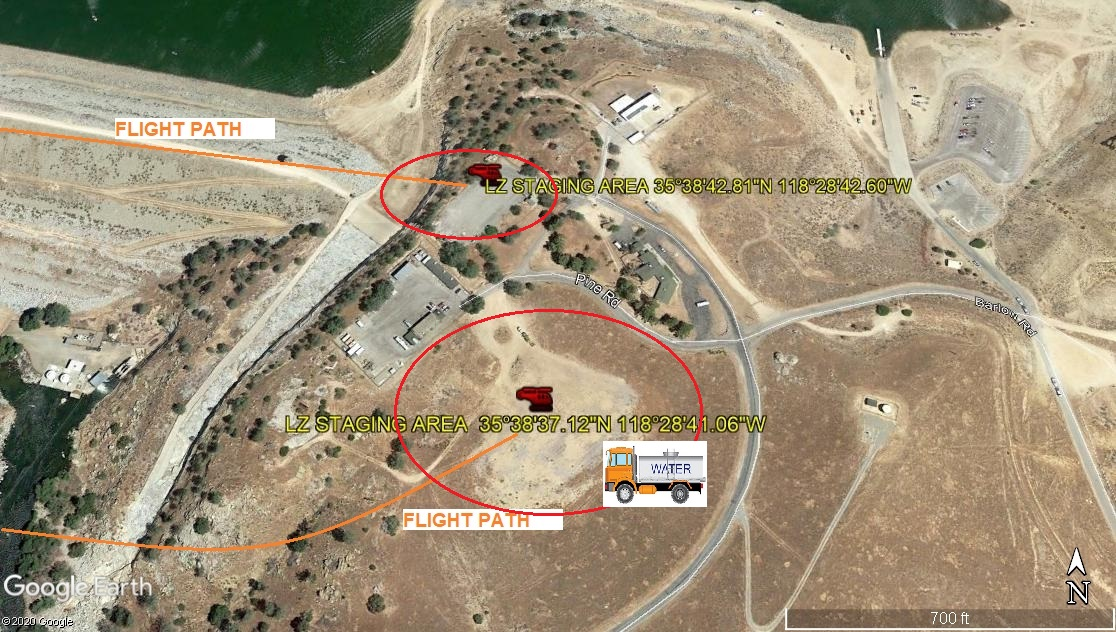 FLIGHT PATH
LZ STAGING AREA 35°38'42.81"N 118°28'42.60"W
Pine Rd
Barlow Rd
LZ STAGING AREA 35°38'37.12"N 118°28'41.06"W
WATER
FLIGHT PATH
N
Google Earth
700 ft
© 2020 Google